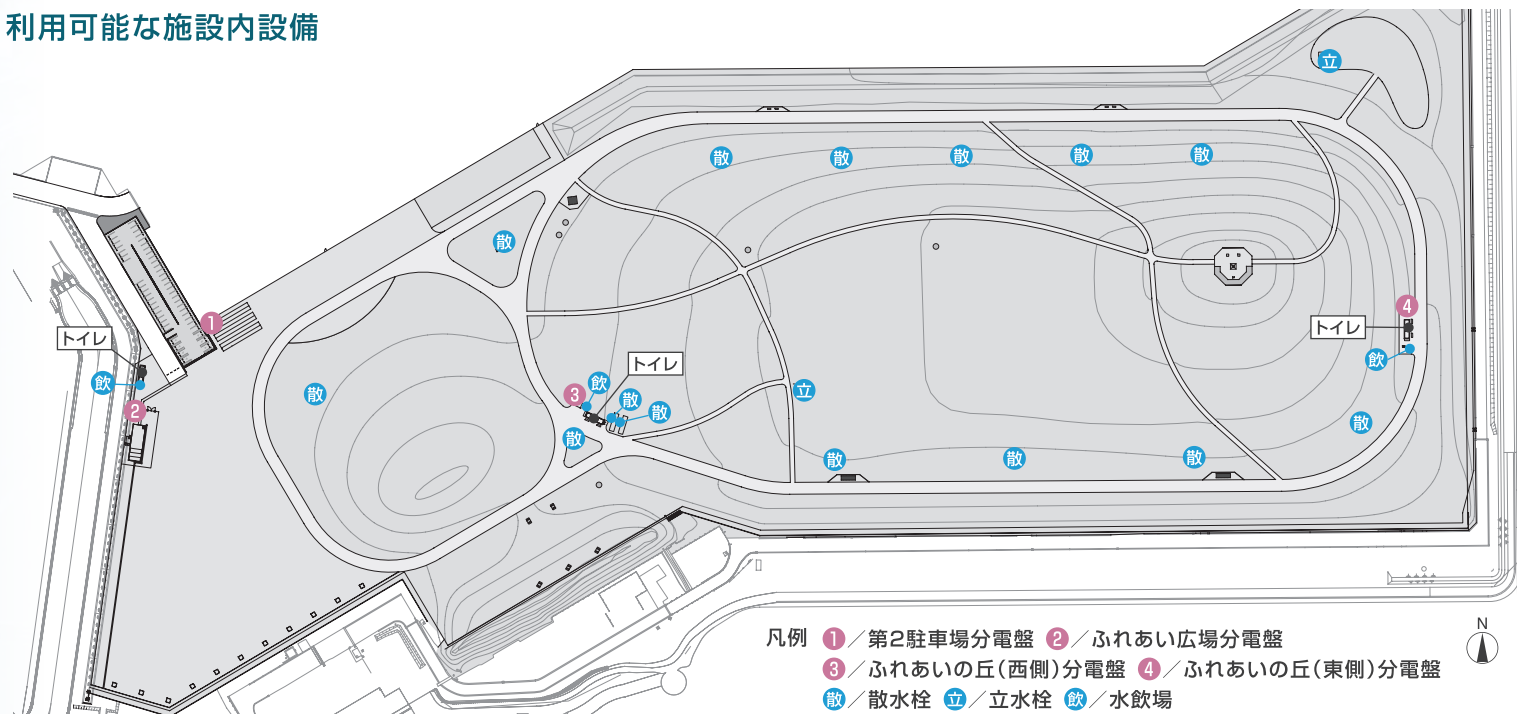 利用可能な施設内設備
立
散
散
散
散
散
散
1
4
トイレ
トイレ
飲
トイレ
飲
2
散
3
飲
散
散
立
散
散
散
散
散
N
凡例 1／第2駐車場分電盤 2／ふれあい広場分電盤
3／ふれあいの丘（西側）分電盤 4／ふれあいの丘（東側）分電盤
散／散水栓 立／立水栓 飲／水飲場